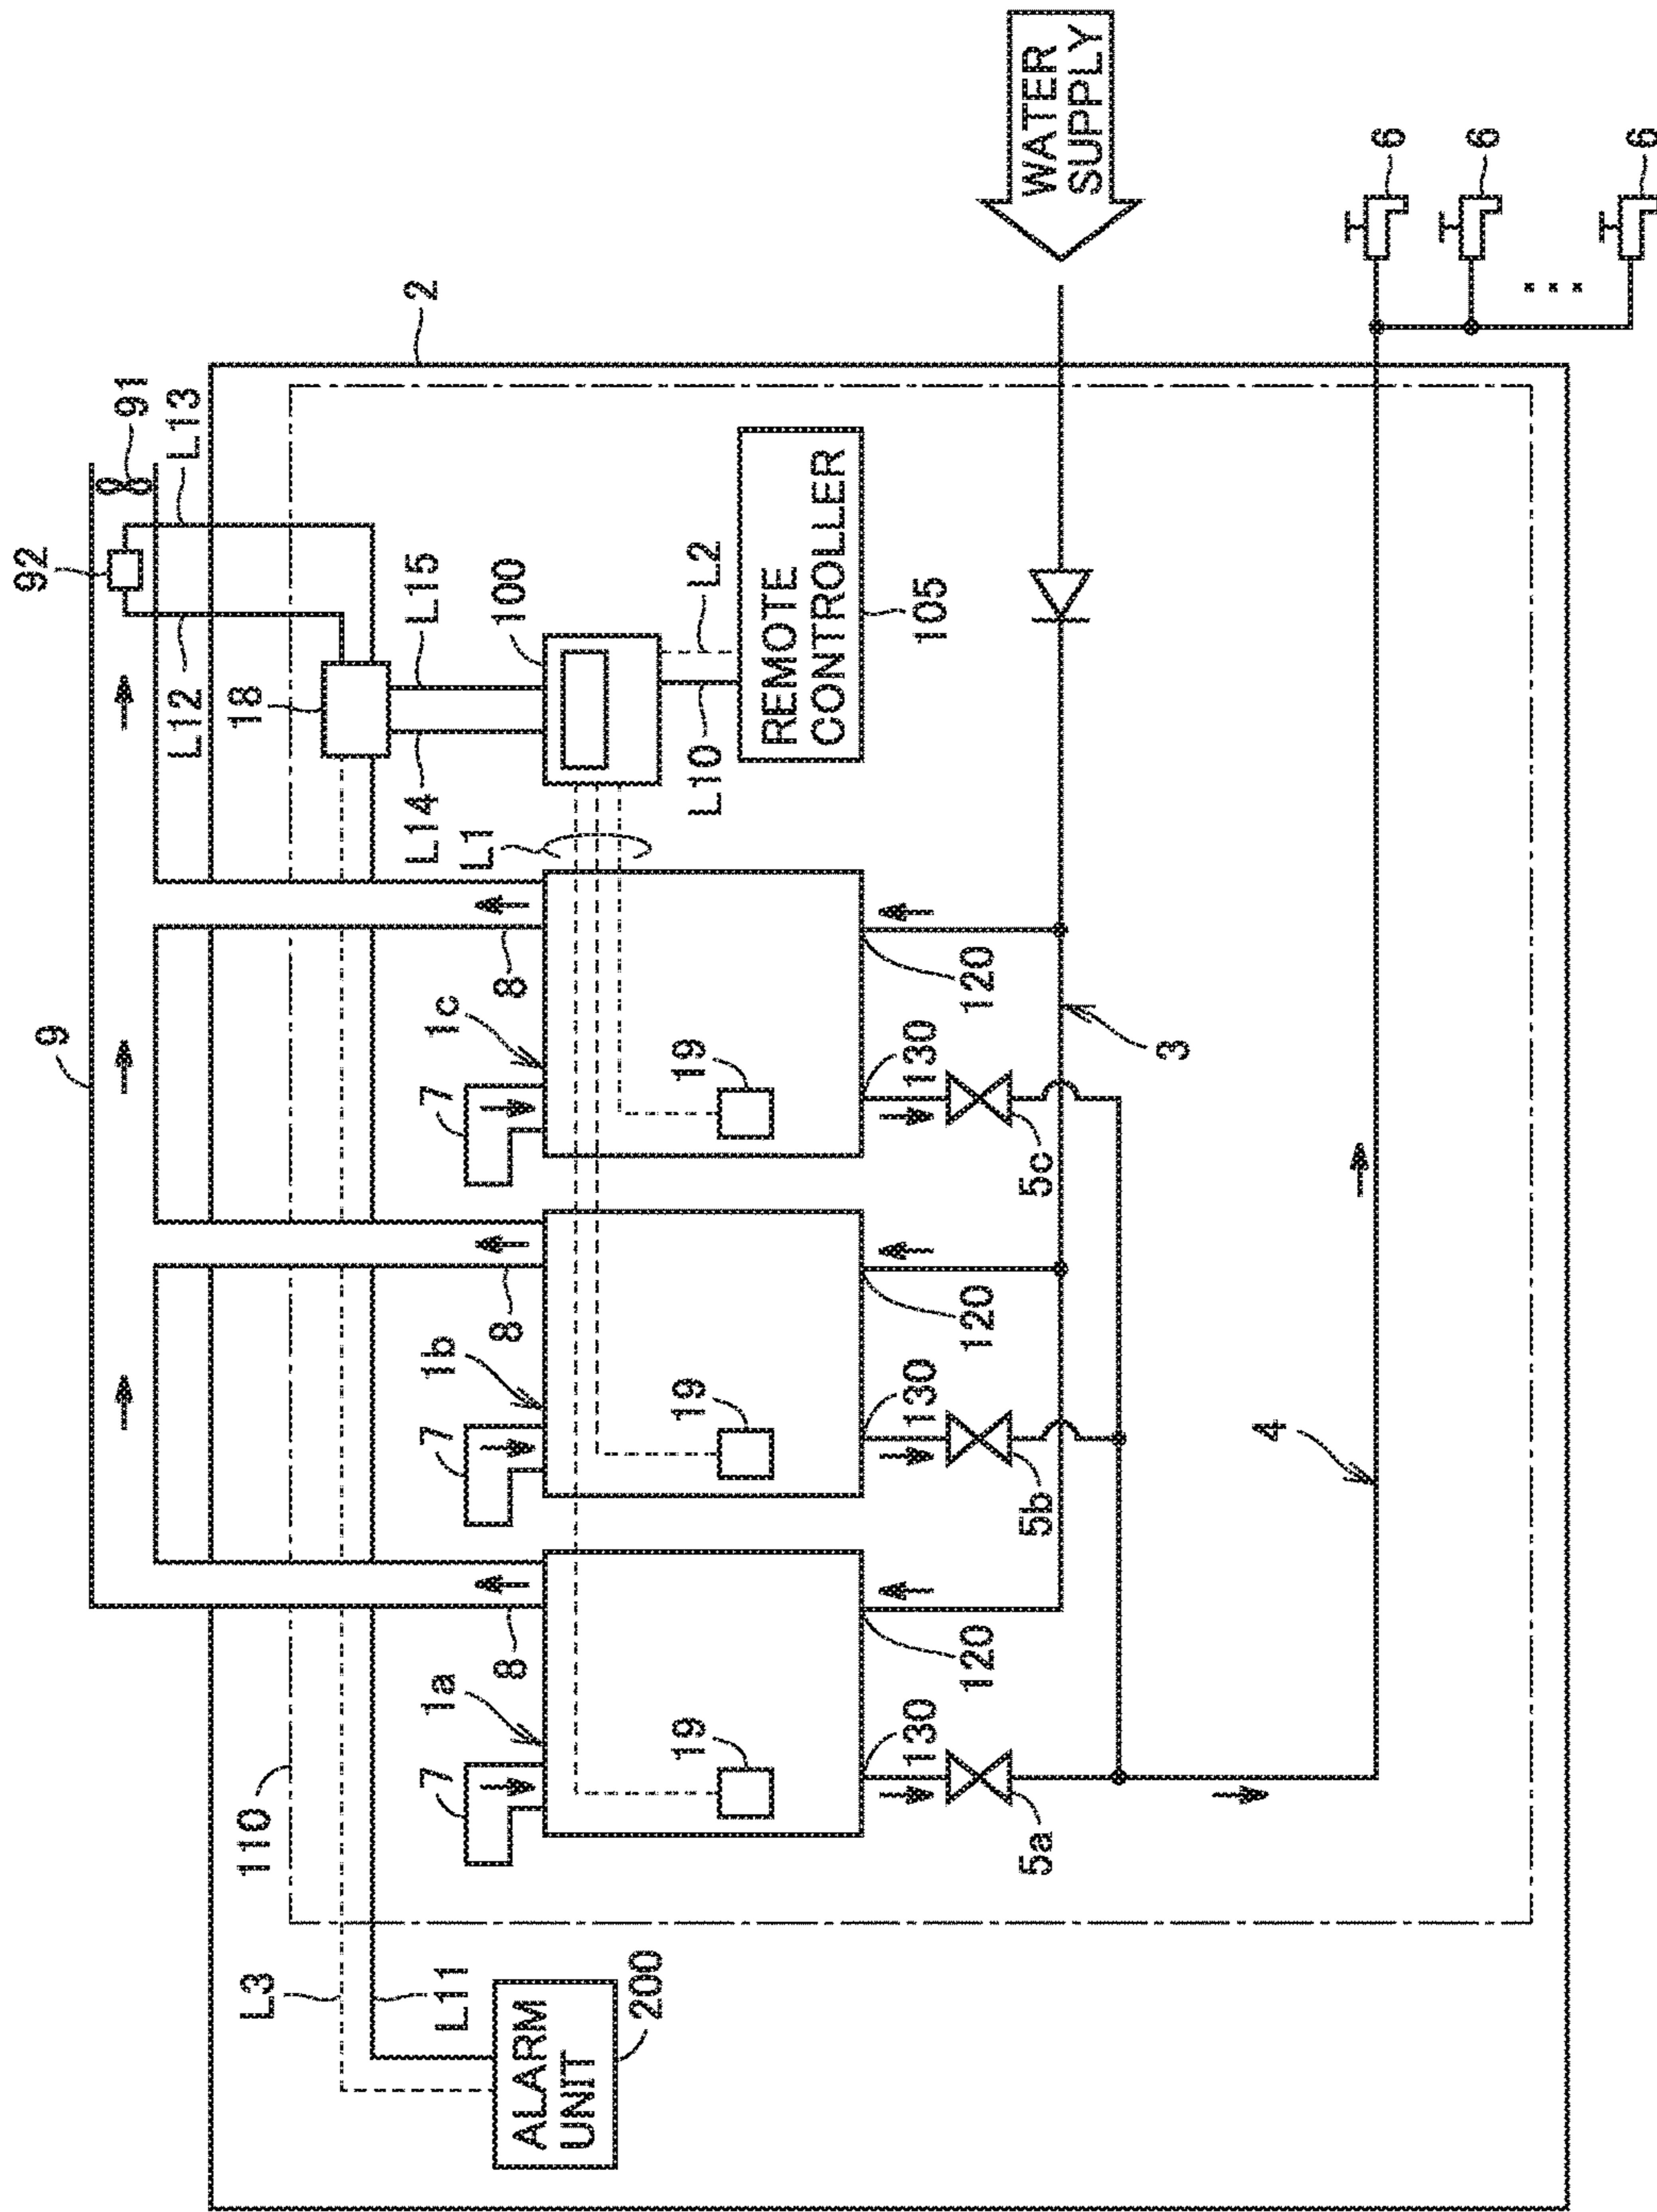 9
92
91
L12
L13
2
18
L14
L15
100
L1
L10
L2
REMOTE
CONTROLLER
105
WATER
SUPPLY
110
L3
L11
ALARM
UNIT
200
7
1a
8
19
130
120
5a
7
1b
8
19
130
120
5b
7
1c
8
19
130
120
5c
3
4
6
6
...
6